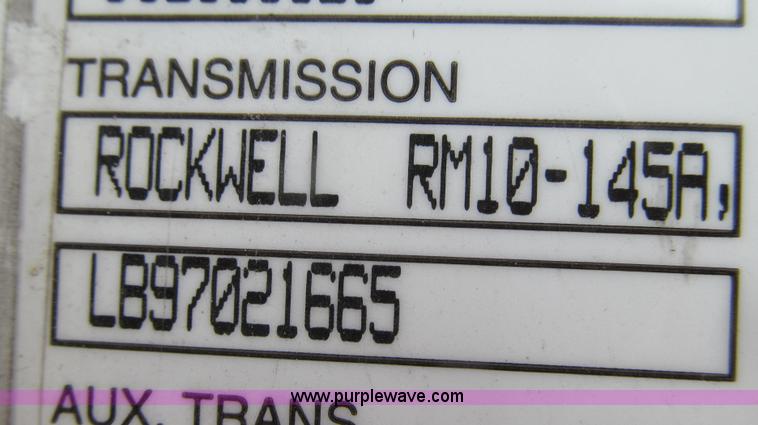 TRANSMISSION
ROCKWELL RM10-145A,
LB97021665
www.purplewave.com
AUX. TRANS